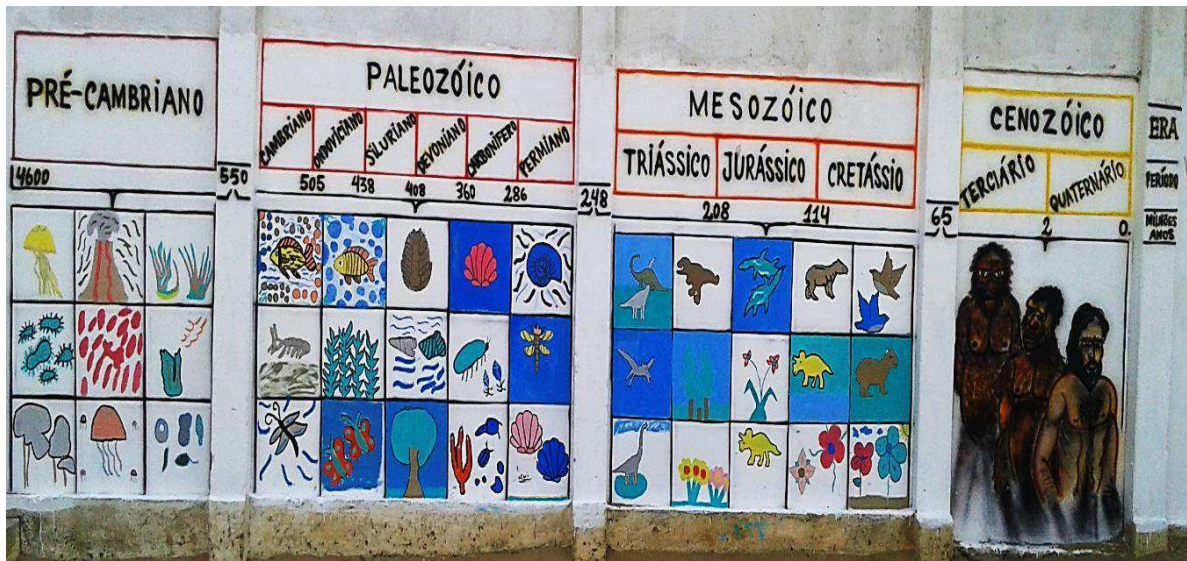 PRÉ-CAMBRIANO
4600
550
PALEOZÓICO
CAMBRIANO
ORDOVICIANO
SILURIANO
DEVONIANO
CARBONÍFERO
PERMIANO
505
438
408
360
286
248
MESOZÓICO
TRIÁSSICO
JURÁSSICO
CRETÁSSIO
208
114
65
CENOZÓICO
TERCIÁRIO
QUATERNÁRIO
2
0.
ERA
PERÍODO
MILHÕES
ANOS